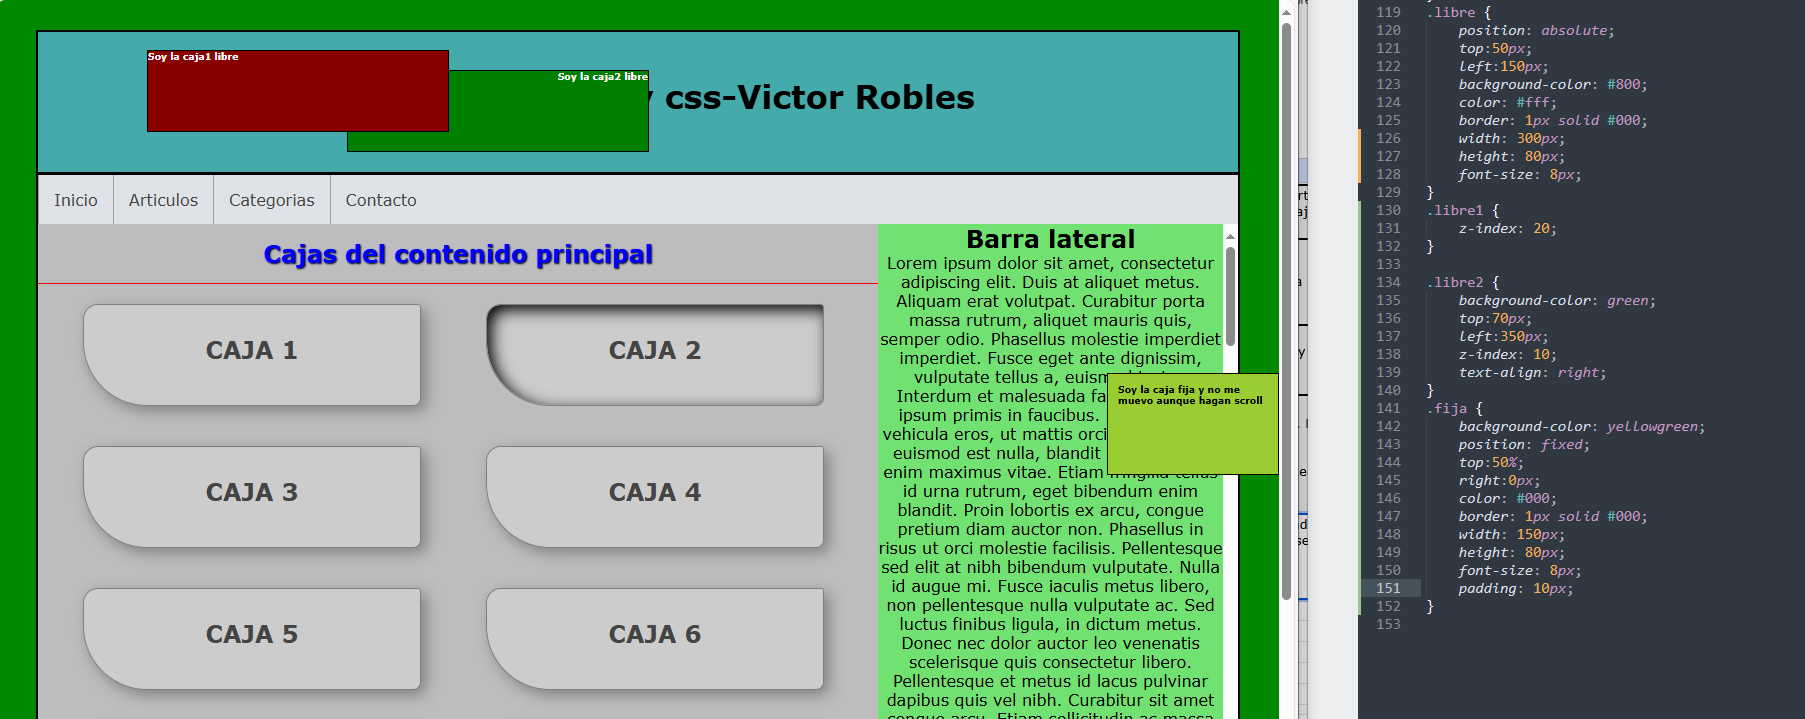 Soy la caja1 libre
Soy la caja2 libre
css-Victor Robles
Inicio
Articulos
Categorias
Contacto
Cajas del contenido principal
CAJA 1
CAJA 2
CAJA 3
CAJA 4
CAJA 5
CAJA 6
Barra lateral
Lorem ipsum dolor sit amet, consectetur
adipiscing elit. Duis at aliquet metus.
Aliquam erat volutpat. Curabitur porta
massa rutrum, aliquet mauris quis,
semper odio. Phasellus molestie imperdiet
imperdiet. Fusce eget ante dignissim,
vulputate tellus a,
Interdum et malesuada
ipsum primis in faucibus.
vehicula eros, ut mattis orci
euismod est nulla, blandit
enim maximus vitae. Etiam fringilla tellus
id urna rutrum, eget bibendum enim
blandit. Proin lobortis ex arcu, congue
pretium diam auctor non. Phasellus in
risus ut orci molestie facilisis. Pellentesque
sed elit at nibh bibendum vulputate. Nulla
id augue mi. Fusce iaculis metus libero,
non pellentesque nulla vulputate ac. Sed
luctus finibus ligula, in dictum metus.
Donec nec dolor auctor leo venenatis
scelerisque quis consectetur libero.
Pellentesque et metus id lacus pulvinar
dapibus quis vel nibh. Curabitur sit amet
congue arcu. Etiam sollicitudin ac massa
Soy la caja fija y no me
muevo aunque hagan scroll
119 .libre {
120 position: absolute;
121 top:50px;
122 left:150px;
123 background-color: #800;
124 color: #fff;
125 border: 1px solid #000;
126 width: 300px;
127 height: 80px;
128 font-size: 8px;
129 }
130 .libre1 {
131 z-index: 20;
132 }
133
134 .libre2 {
135 background-color: green;
136 top:70px;
137 left:350px;
138 z-index: 10;
139 text-align: right;
140 }
141 .fija {
142 background-color: yellowgreen;
143 position: fixed;
144 top:50%;
145 right:0px;
146 color: #000;
147 border: 1px solid #000;
148 width: 150px;
149 height: 80px;
150 font-size: 8px;
151 padding: 10px;
152 }
153